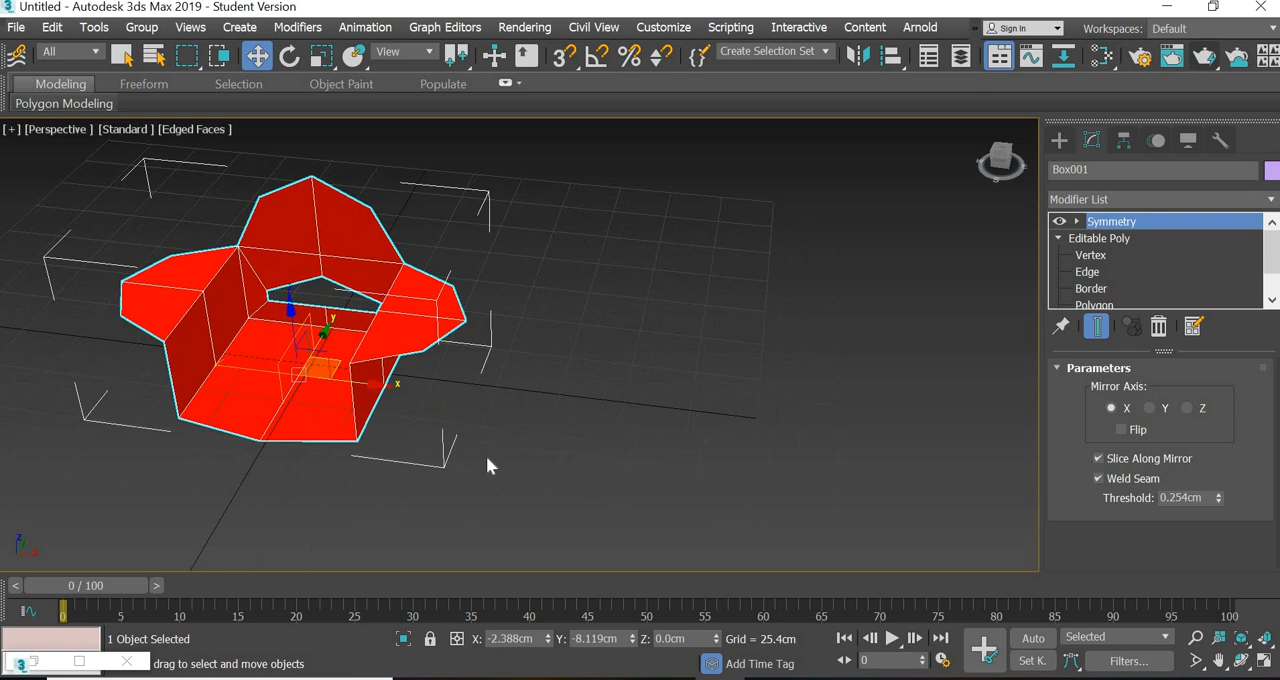 Untitled - Autodesk 3ds Max 2019 - Student Version
File Edit Tools Group Views Create Modifiers Animation Graph Editors Rendering Civil View Customize Scripting Interactive Content Arnold » Sign In Workspaces: Default
All View Create Selection Set
Modeling Freeform Selection Object Paint Populate
Polygon Modeling
[+] [Perspective ] [Standard ] [Edged Faces ]
Box001
Modifier List
Symmetry
Editable Poly
Vertex
Edge
Border
Polygon
y
x
Parameters
Mirror Axis:
X Y Z
Flip
Slice Along Mirror
Weld Seam
Threshold: 0.254cm
z
x
< 0 / 100 >
0 5 10 15 20 25 30 35 40 45 50 55 60 65 70 75 80 85 90 95 100
1 Object Selected X: -2.388cm Y: -8.119cm Z: 0.0cm Grid = 25.4cm Auto Selected
drag to select and move objects Add Time Tag 0 Set K. Filters...